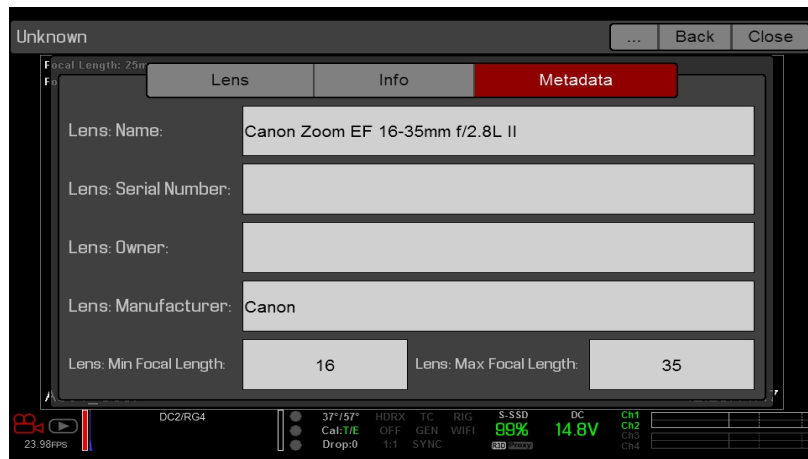 Unknown ... Back Close
Focal Length: 25m
Fo
Lens Info Metadata
Lens: Name: Canon Zoom EF 16-35mm f/2.8L II
Lens: Serial Number:
Lens: Owner:
Lens: Manufacturer: Canon
Lens: Min Focal Length: 16 Lens: Max Focal Length: 35
DC2/RG4 37°/57° HDRX TC RIG S-SSD DC Ch1
Cal:T/E OFF GEN WIFI 99% 14.8V Ch2
23.98FPS Drop:0 1:1 SYNC R3D Proxy Ch3
Ch4